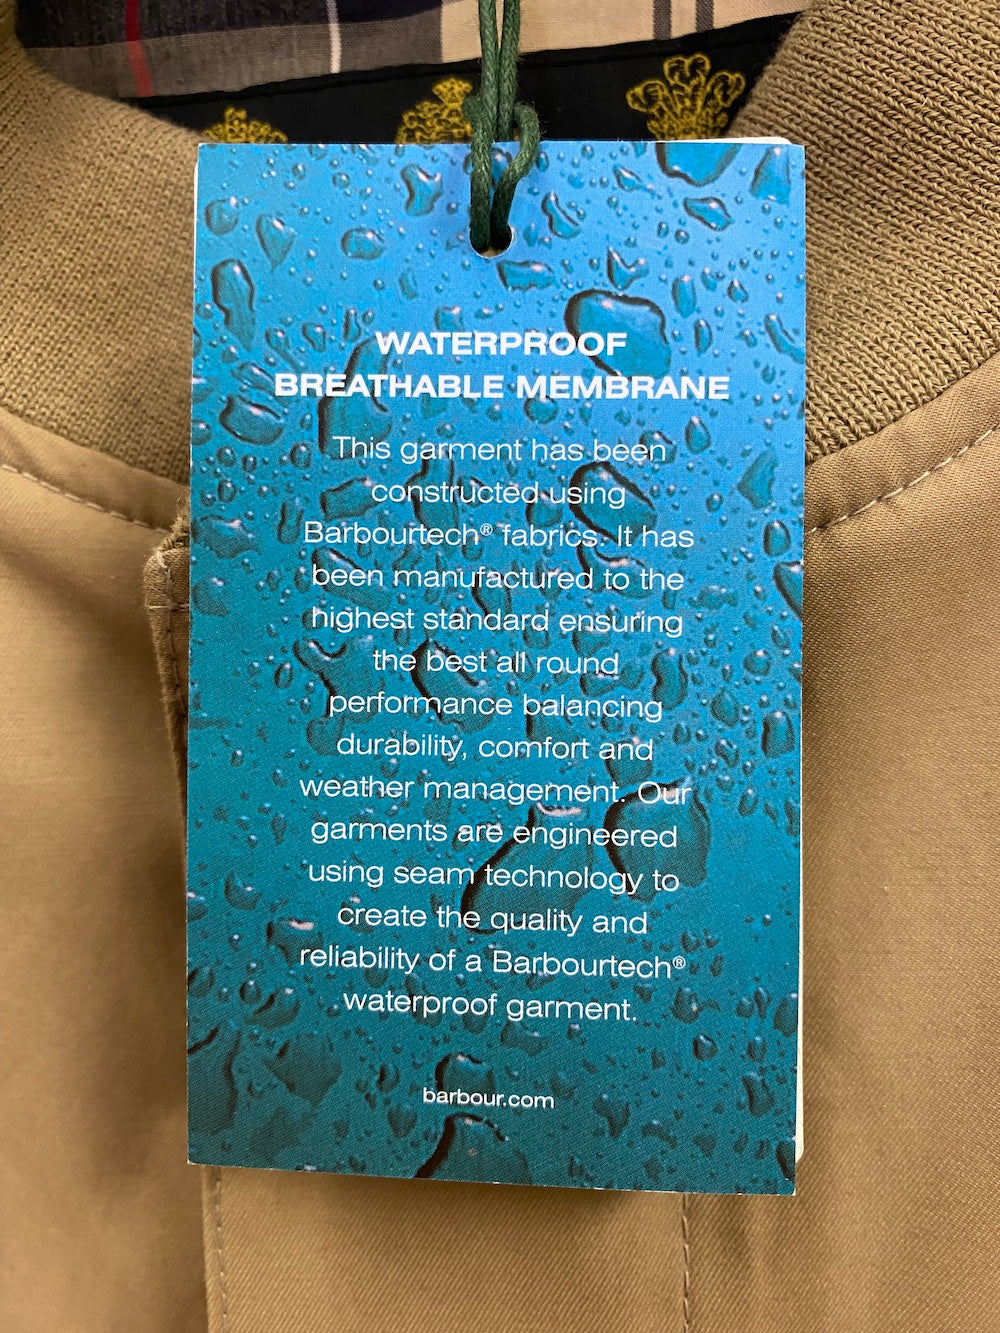 WATERPROOF
BREATHABLE MEMBRANE
This garment has been
constructed using
Barbourtech® fabrics. It has
been manufactured to the
highest standard ensuring
the best all round
performance balancing
durability, comfort and
weather management. Our
garments are engineered
using seam technology to
create the quality and
reliability of a Barbourtech®
waterproof garment.
barbour.com